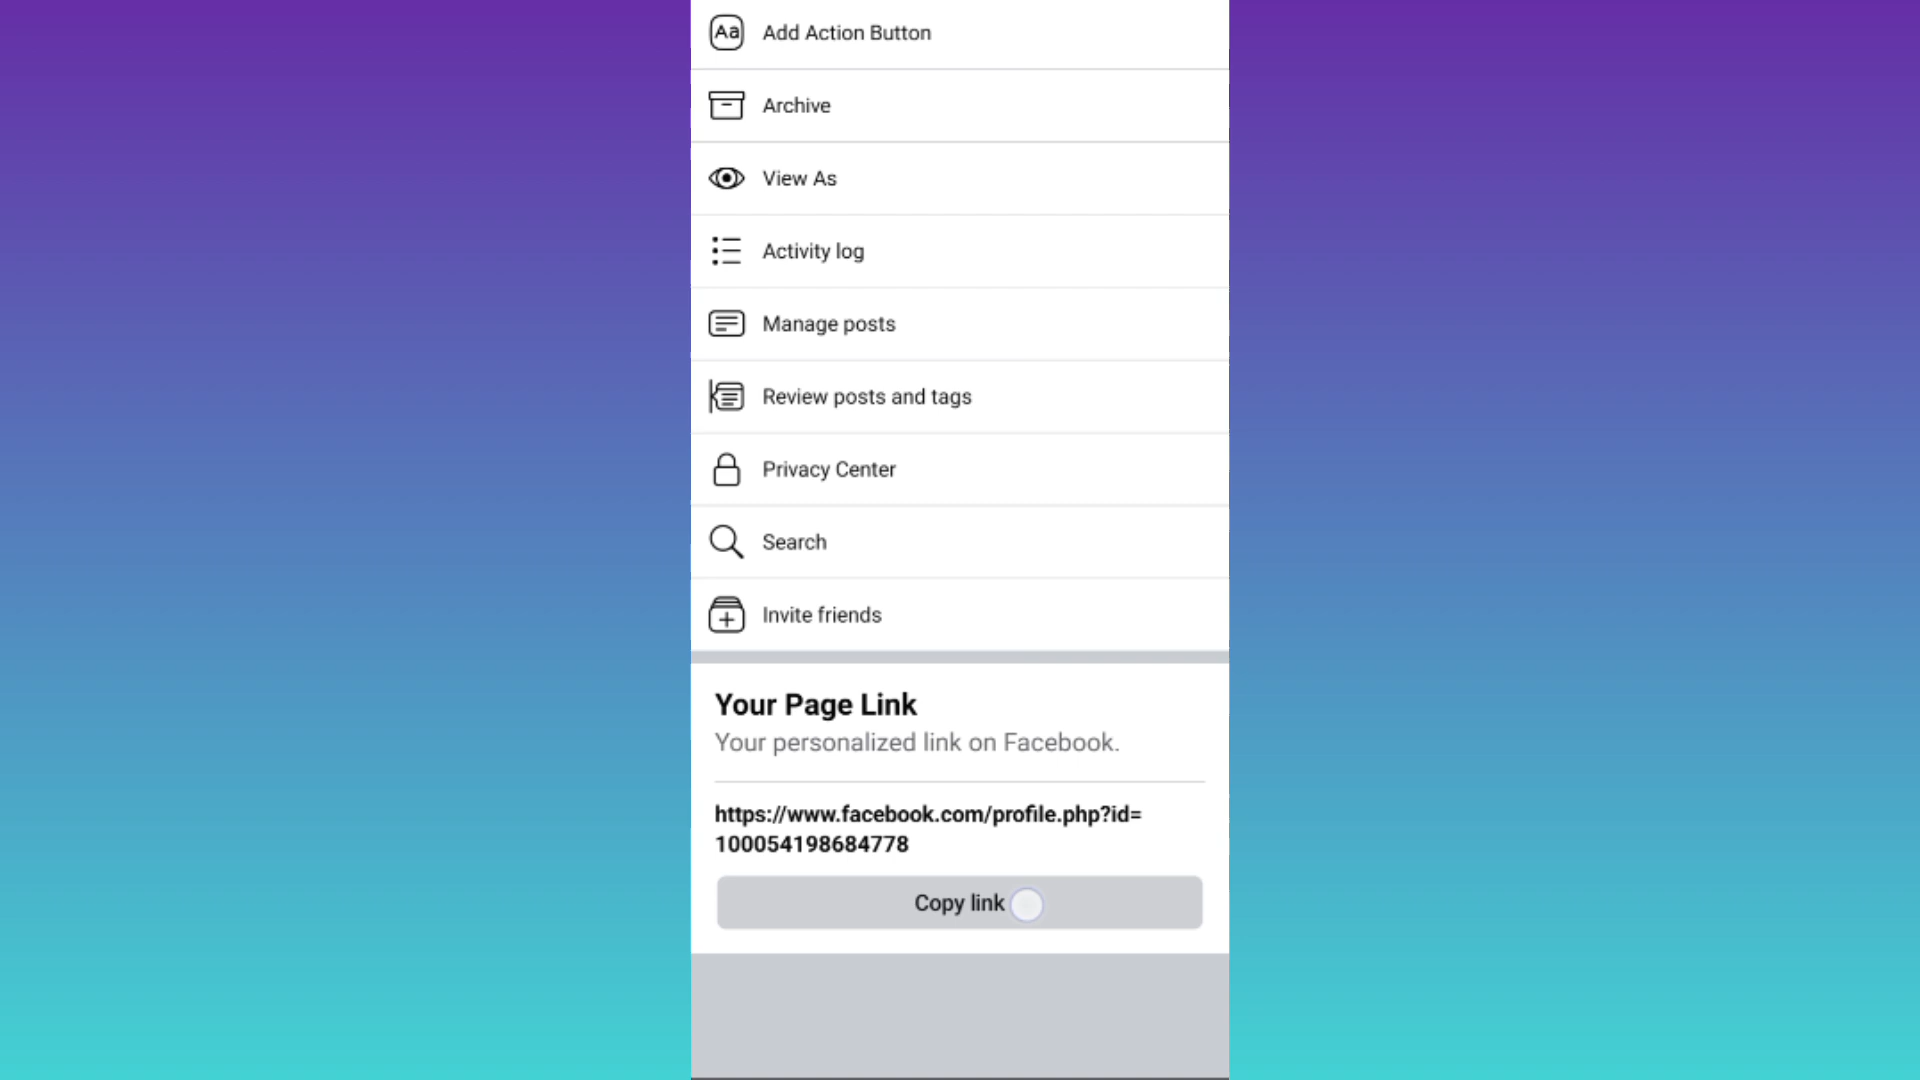 Aa Add Action Button
Archive
View As
Activity log
Manage posts
Review posts and tags
Privacy Center
Search
Invite friends
Your Page Link
Your personalized link on Facebook.
https://www.facebook.com/profile.php?id=
100054198684778
Copy link